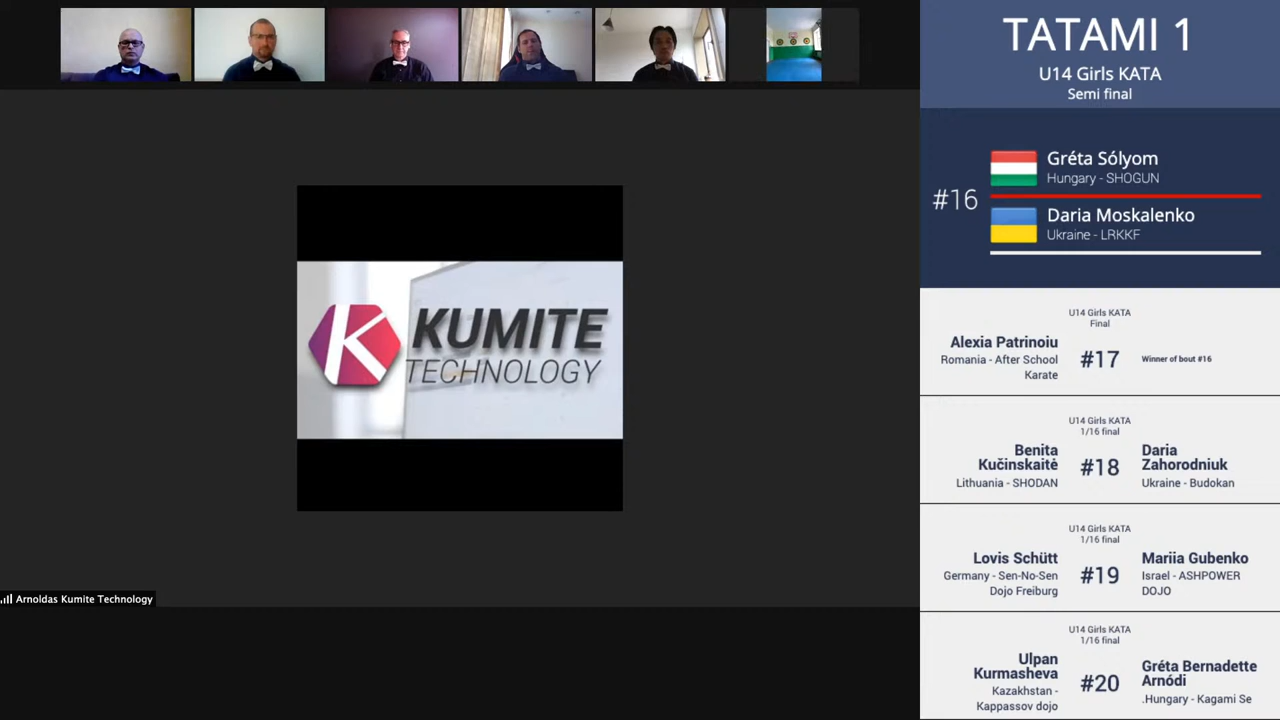 TATAMI 1
U14 Girls KATA
Semi final
#16
Gréta Sólyom
Hungary - SHOGUN
Daria Moskalenko
Ukraine - LRKKF
K KUMITE
TECHNOLOGY
Arnoldas Kumite Technology
U14 Girls KATA
Final
Alexia Patrinoiu
Romania - After School
Karate
#17
Winner of bout #16
U14 Girls KATA
1/16 final
Benita
Kučinskaitė
Lithuania - SHODAN
#18
Daria
Zahorodniuk
Ukraine - Budokan
U14 Girls KATA
1/16 final
Lovis Schütt
Germany - Sen-No-Sen
Dojo Freiburg
#19
Mariia Gubenko
Israel - ASHPOWER
DOJO
U14 Girls KATA
1/16 final
Ulpan
Kurmasheva
Kazakhstan -
Kappassov dojo
#20
Gréta Bernadette
Arnódi
.Hungary - Kagami Se